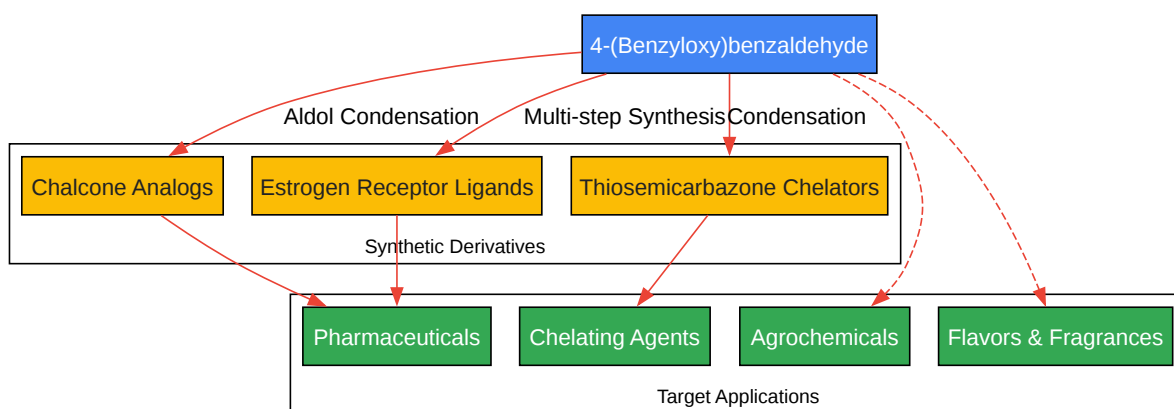 4-(Benzyloxy)benzaldehyde
Aldol Condensation
Multi-step Synthesis
Condensation
Chalcone Analogs
Estrogen Receptor Ligands
Thiosemicarbazone Chelators
Synthetic Derivatives
Pharmaceuticals
Chelating Agents
Agrochemicals
Flavors & Fragrances
Target Applications